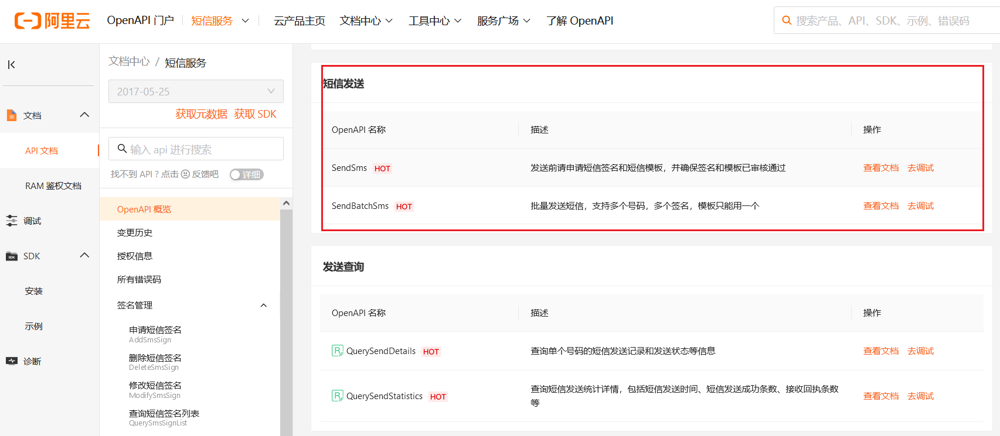 阿里云 OpenAPI 门户 短信服务 云产品主页 文档中心 工具中心 服务广场 了解 OpenAPI 搜索产品、API、SDK、示例、错误码
文档
API 文档
RAM 鉴权文档
调试
SDK
安装
示例
诊断
文档中心 / 短信服务
2017-05-25
获取元数据 获取 SDK
输入 api 进行搜索
找不到 API ? 点击 反馈吧 详细
OpenAPI 概览
变更历史
授权信息
所有错误码
签名管理
申请短信签名
AddSmsSign
删除短信签名
DeleteSmsSign
修改短信签名
ModifySmsSign
查询短信签名列表
QuerySmsSignList
短信发送
OpenAPI 名称 描述 操作
SendSms HOT 发送前请申请短信签名和短信模板，并确保签名和模板已审核通过 查看文档 去调试
SendBatchSms HOT 批量发送短信，支持多个号码，多个签名，模板只能用一个 查看文档 去调试
发送查询
OpenAPI 名称 描述 操作
QuerySendDetails HOT 查询单个号码的短信发送记录和发送状态等信息 查看文档 去调试
QuerySendStatistics HOT 查询短信发送统计详情，包括短信发送时间、短信发送成功条数、接收回执条数
等 查看文档 去调试